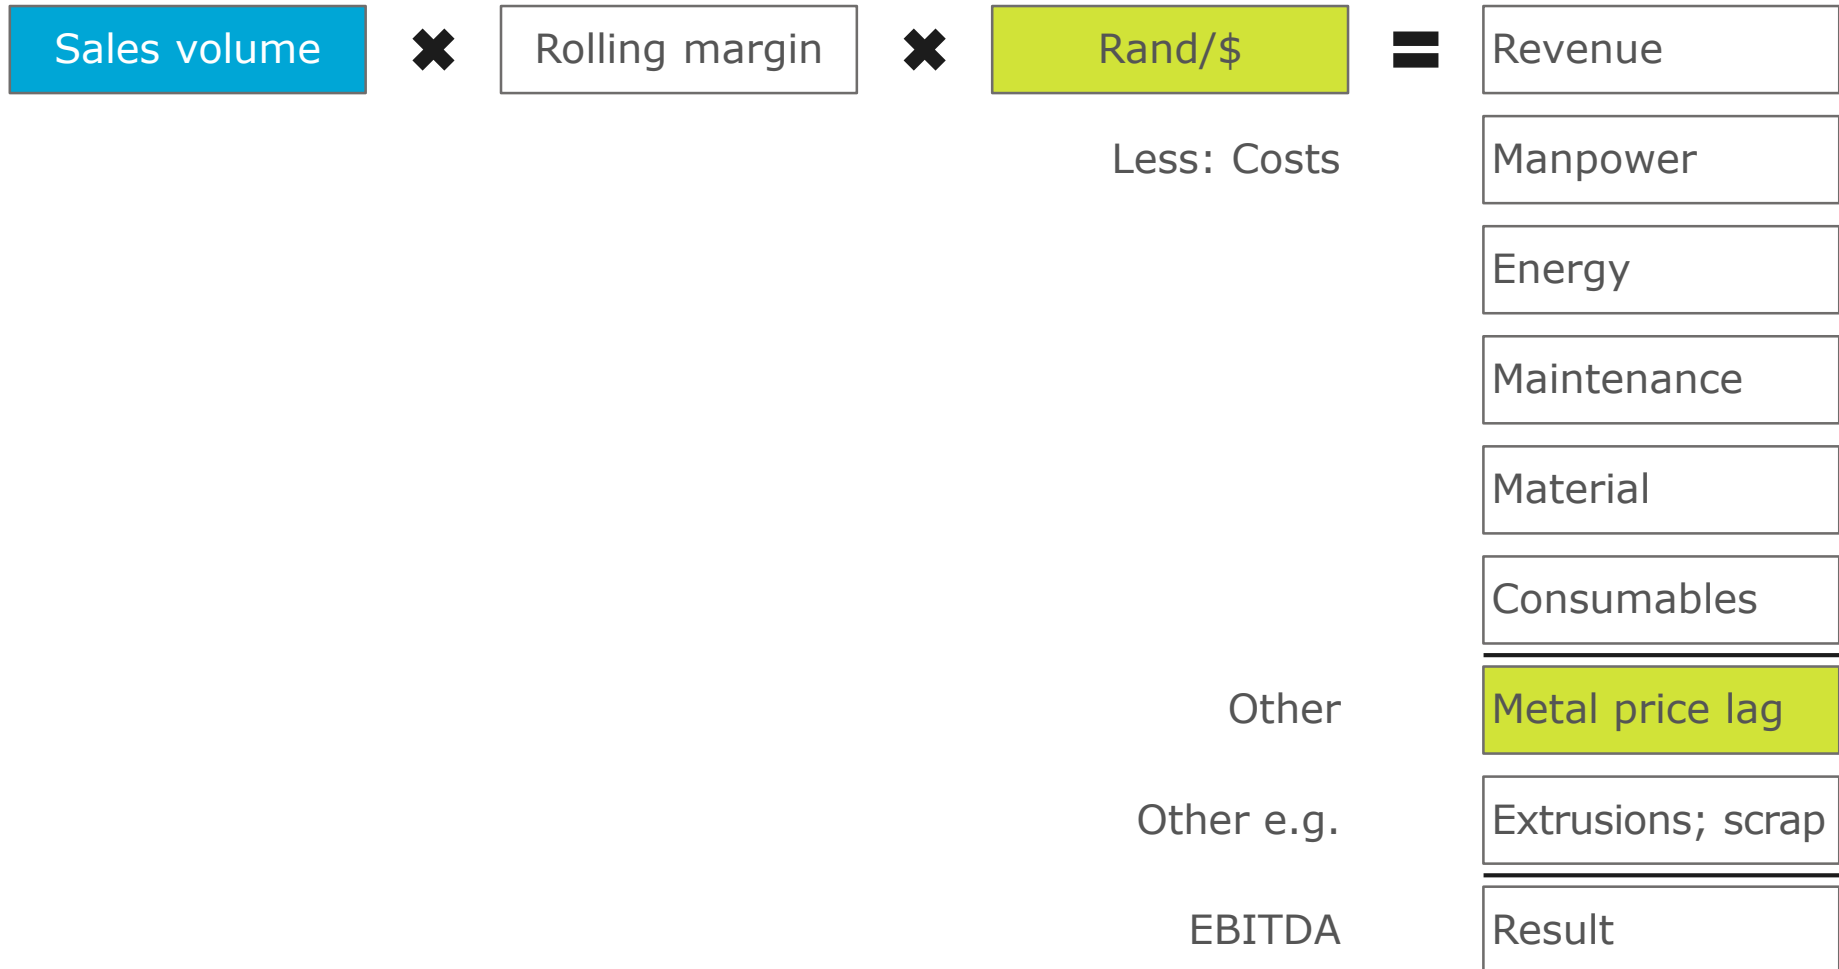 Sales volume ✖ Rolling margin ✖ Rand/$ = Revenue
Less: Costs Manpower
Energy
Maintenance
Material
Consumables
Other Metal price lag
Other e.g. Extrusions; scrap
EBITDA Result